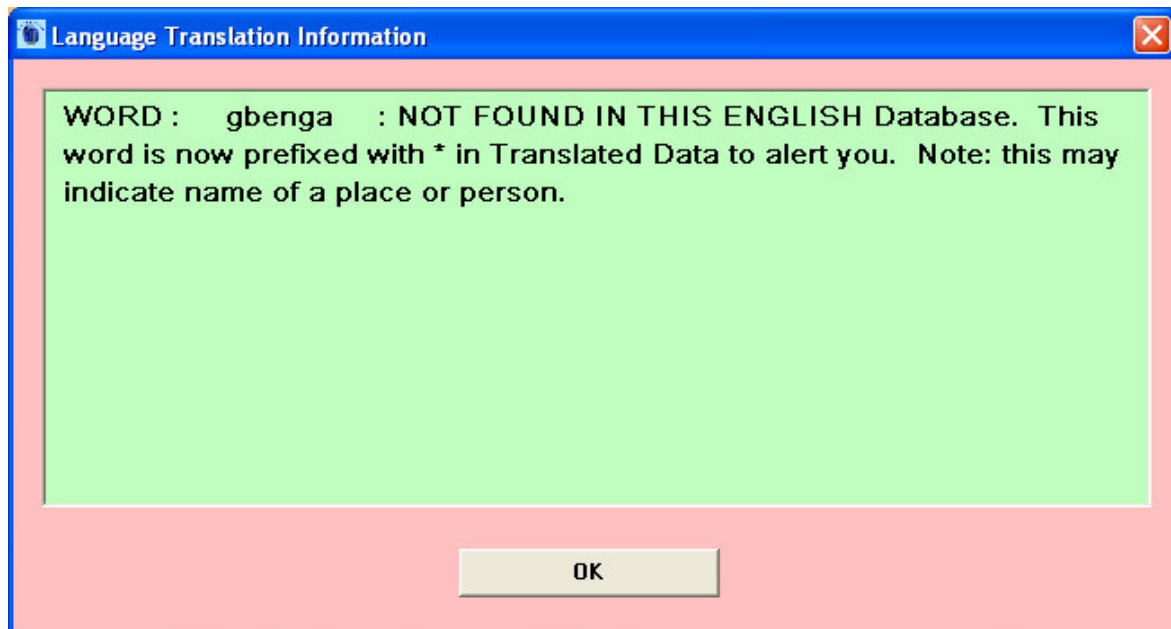 Language Translation Information
WORD : gbenga : NOT FOUND IN THIS ENGLISH Database. This
word is now prefixed with * in Translated Data to alert you. Note: this may
indicate name of a place or person.
OK